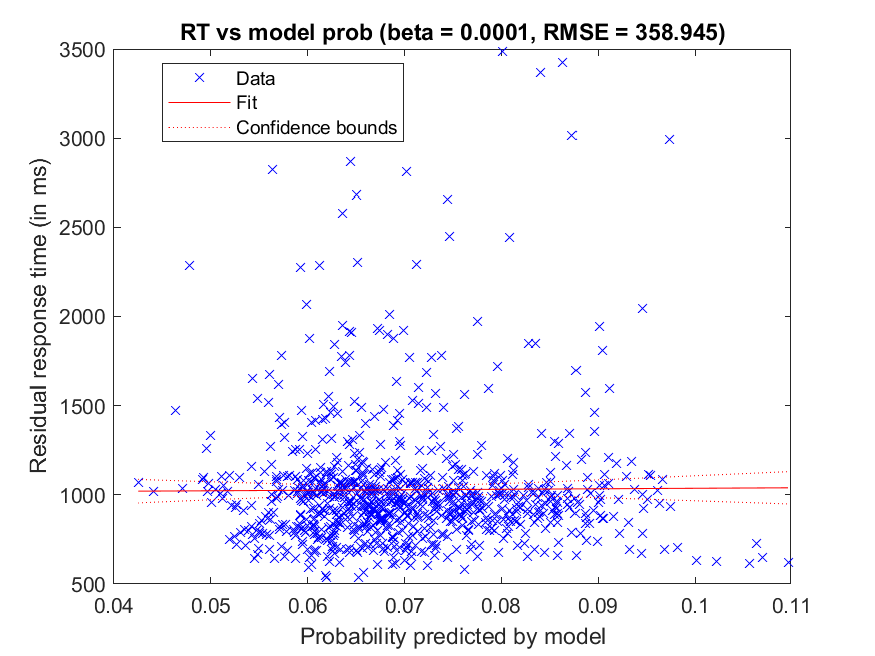 RT vs model prob (beta = 0.0001, RMSE = 358.945)
Data
Fit
Confidence bounds
Residual response time (in ms)
3500
3000
2500
2000
1500
1000
500
0.04 0.05 0.06 0.07 0.08 0.09 0.1 0.11
Probability predicted by model